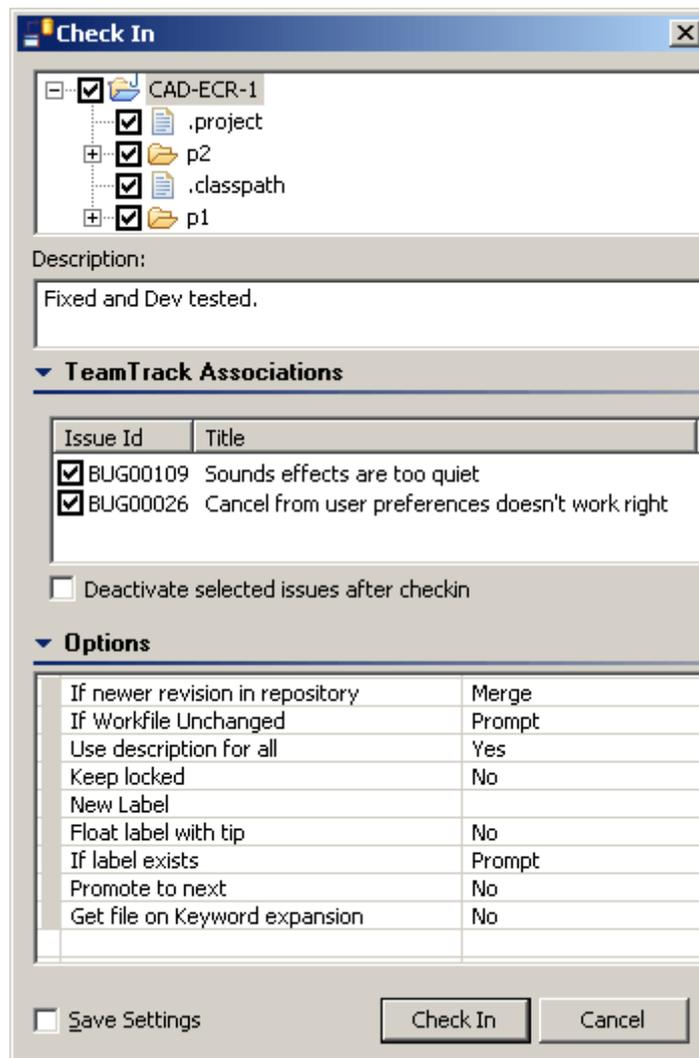 Check In
CAD-ECR-1
.project
p2
.classpath
p1
Description:
Fixed and Dev tested.
TeamTrack Associations
Issue Id Title
BUG00109 Sounds effects are too quiet
BUG00026 Cancel from user preferences doesn't work right
Deactivate selected issues after checkin
Options
If newer revision in repository Merge
If Workfile Unchanged Prompt
Use description for all Yes
Keep locked No
New Label
Float label with tip No
If label exists Prompt
Promote to next No
Get file on Keyword expansion No
Save Settings Check In Cancel